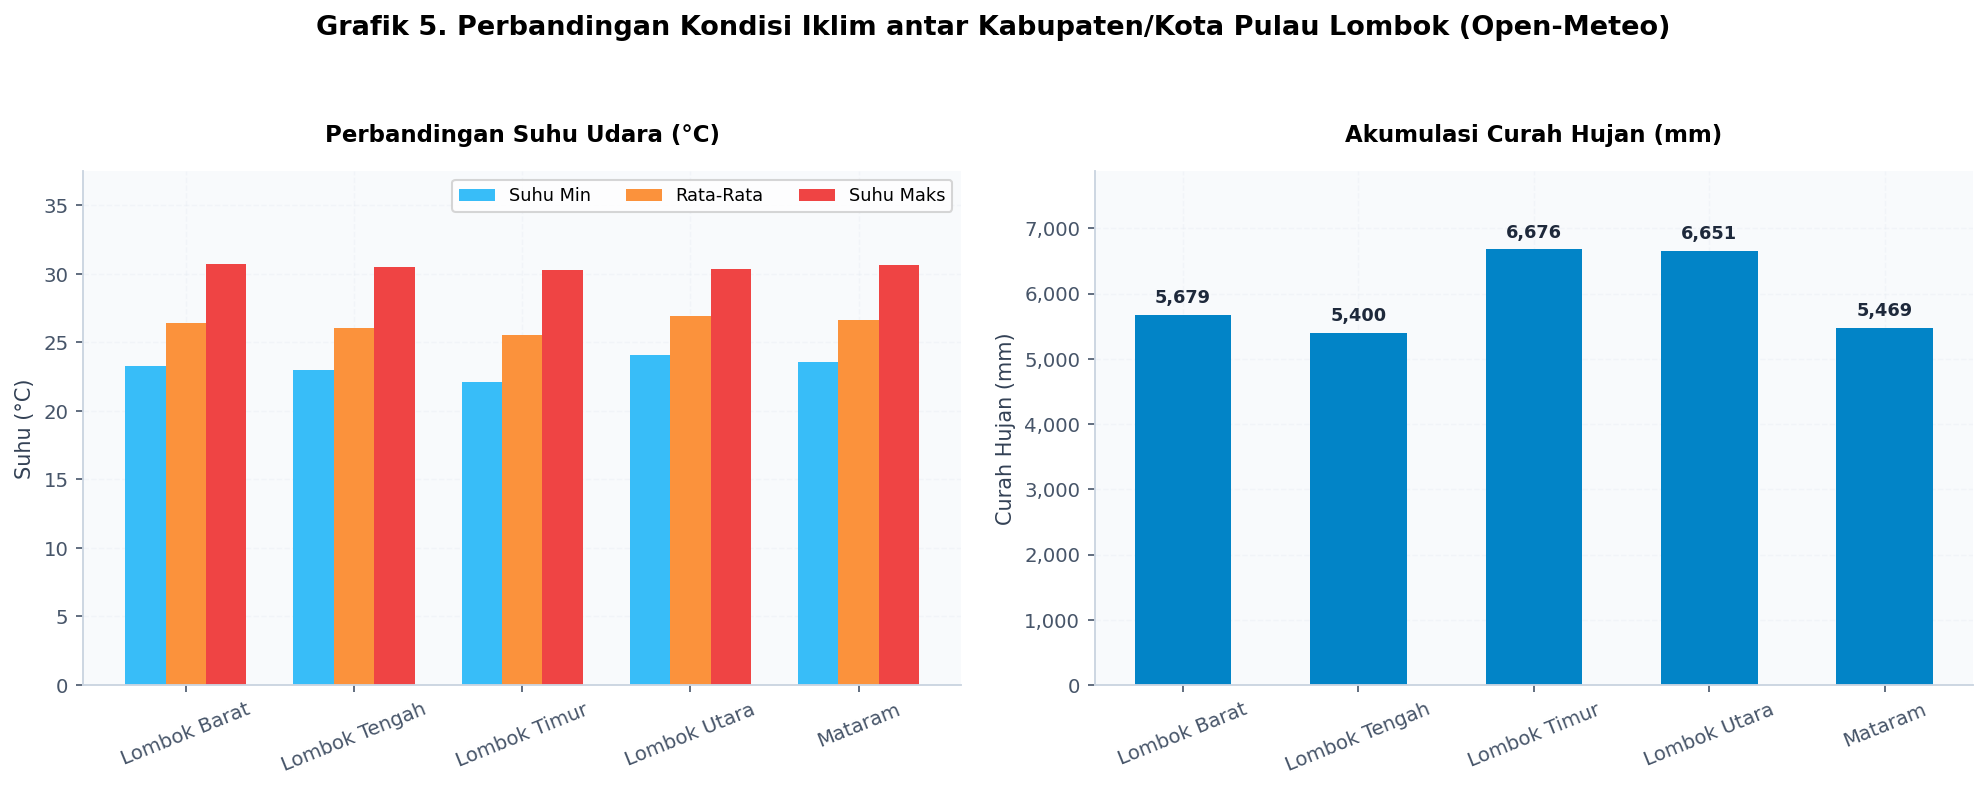 Grafik 5. Perbandingan Kondisi Iklim antar Kabupaten/Kota Pulau Lombok (Open-Meteo)
Perbandingan Suhu Udara (°C)
Suhu Min
Rata-Rata
Suhu Maks
Suhu (°C)
35
30
25
20
15
10
5
0
Lombok Barat
Lombok Tengah
Lombok Timur
Lombok Utara
Mataram
Akumulasi Curah Hujan (mm)
Curah Hujan (mm)
7,000
6,000
5,000
4,000
3,000
2,000
1,000
0
5,679
5,400
6,676
6,651
5,469
Lombok Barat
Lombok Tengah
Lombok Timur
Lombok Utara
Mataram